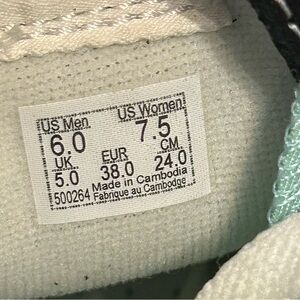 US Men US Women
6.0 7.5
UK EUR CM
5.0 38.0 24.0
500264 Made in Cambodia
Fabrique au Cambodge